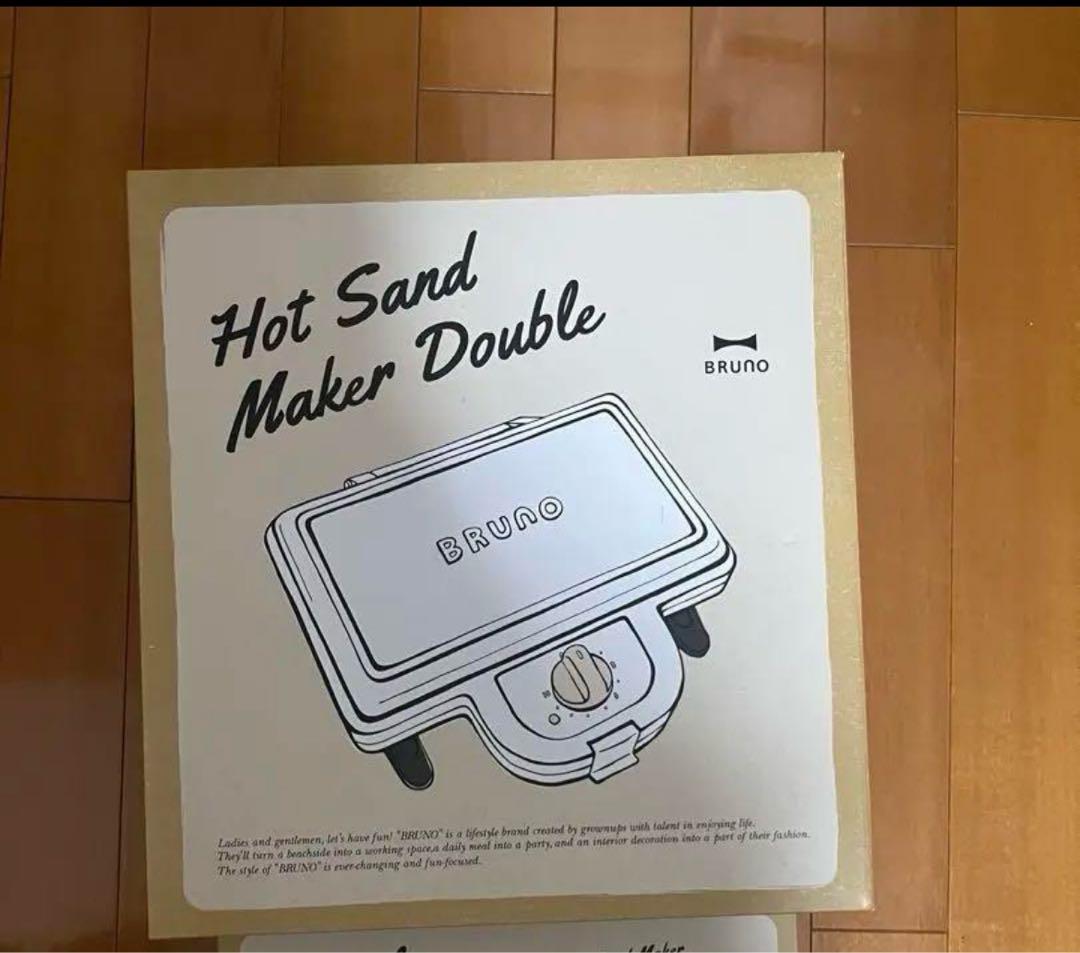 Hot Sand
Maker Double
BRUNO
BRUNO
Ladies and gentlemen, let's have fun! "BRUNO" is a lifestyle brand created by grownups with talent in enjoying life.
They'll turn a beachside into a working space,a daily meal into a party, and an interior decoration into a part of their fashion.
The style of "BRUNO" is ever-changing and fun-focused.
Maker